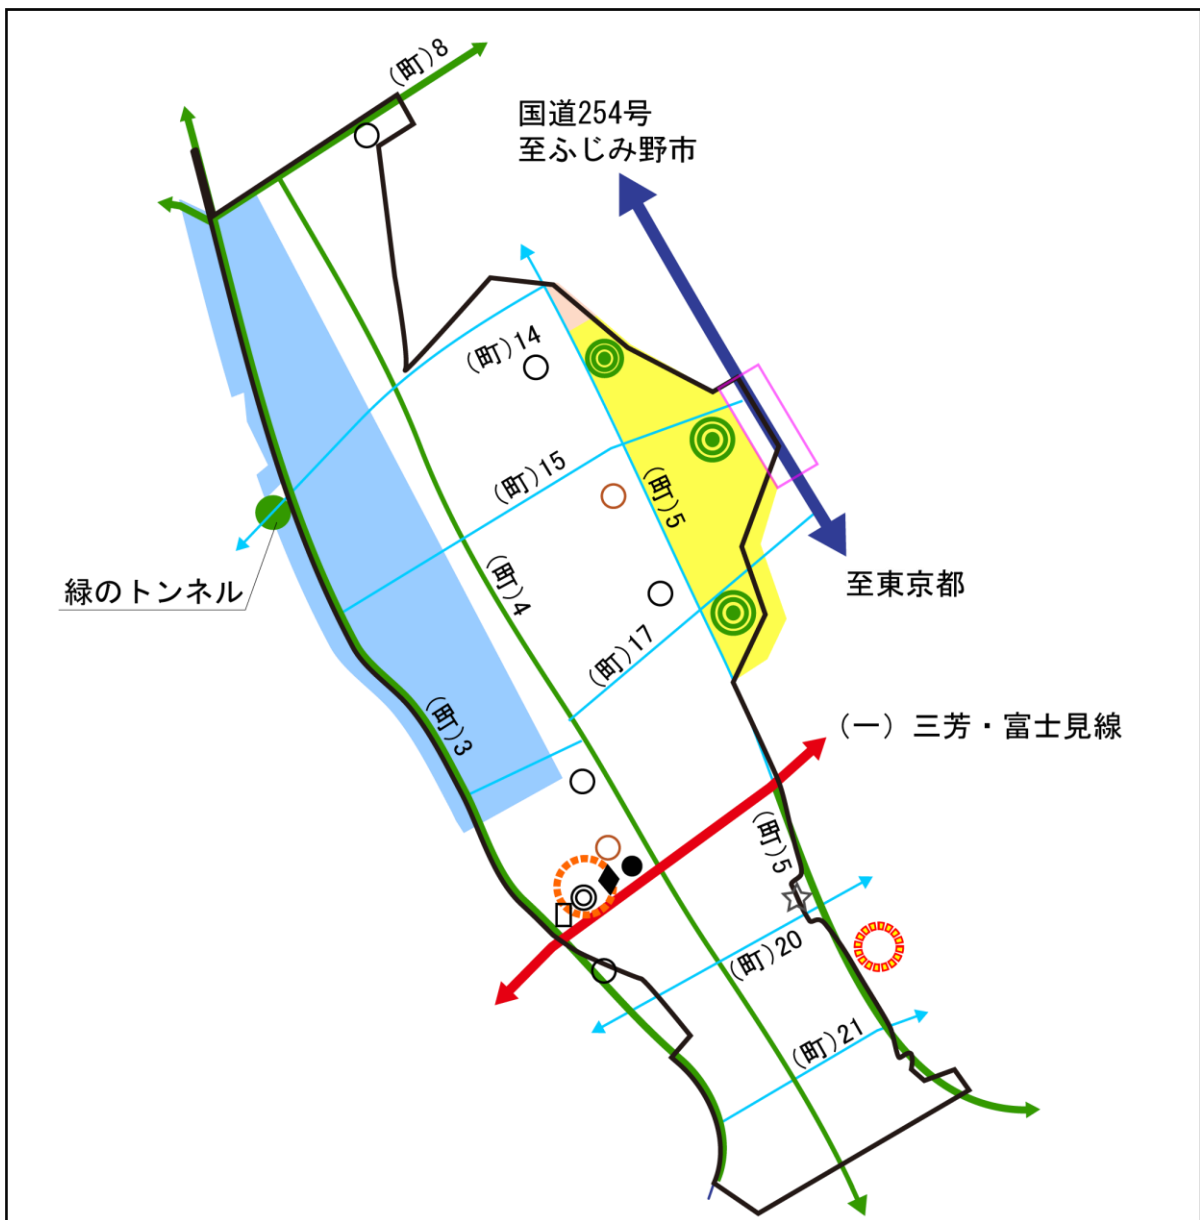 (町)8
国道254号
至ふじみ野市
(町)14
(町)15
(町)5
(町)4
緑のトンネル
至東京都
(町)17
(町)3
(一) 三芳・富士見線
(町)5
(町)20
(町)21